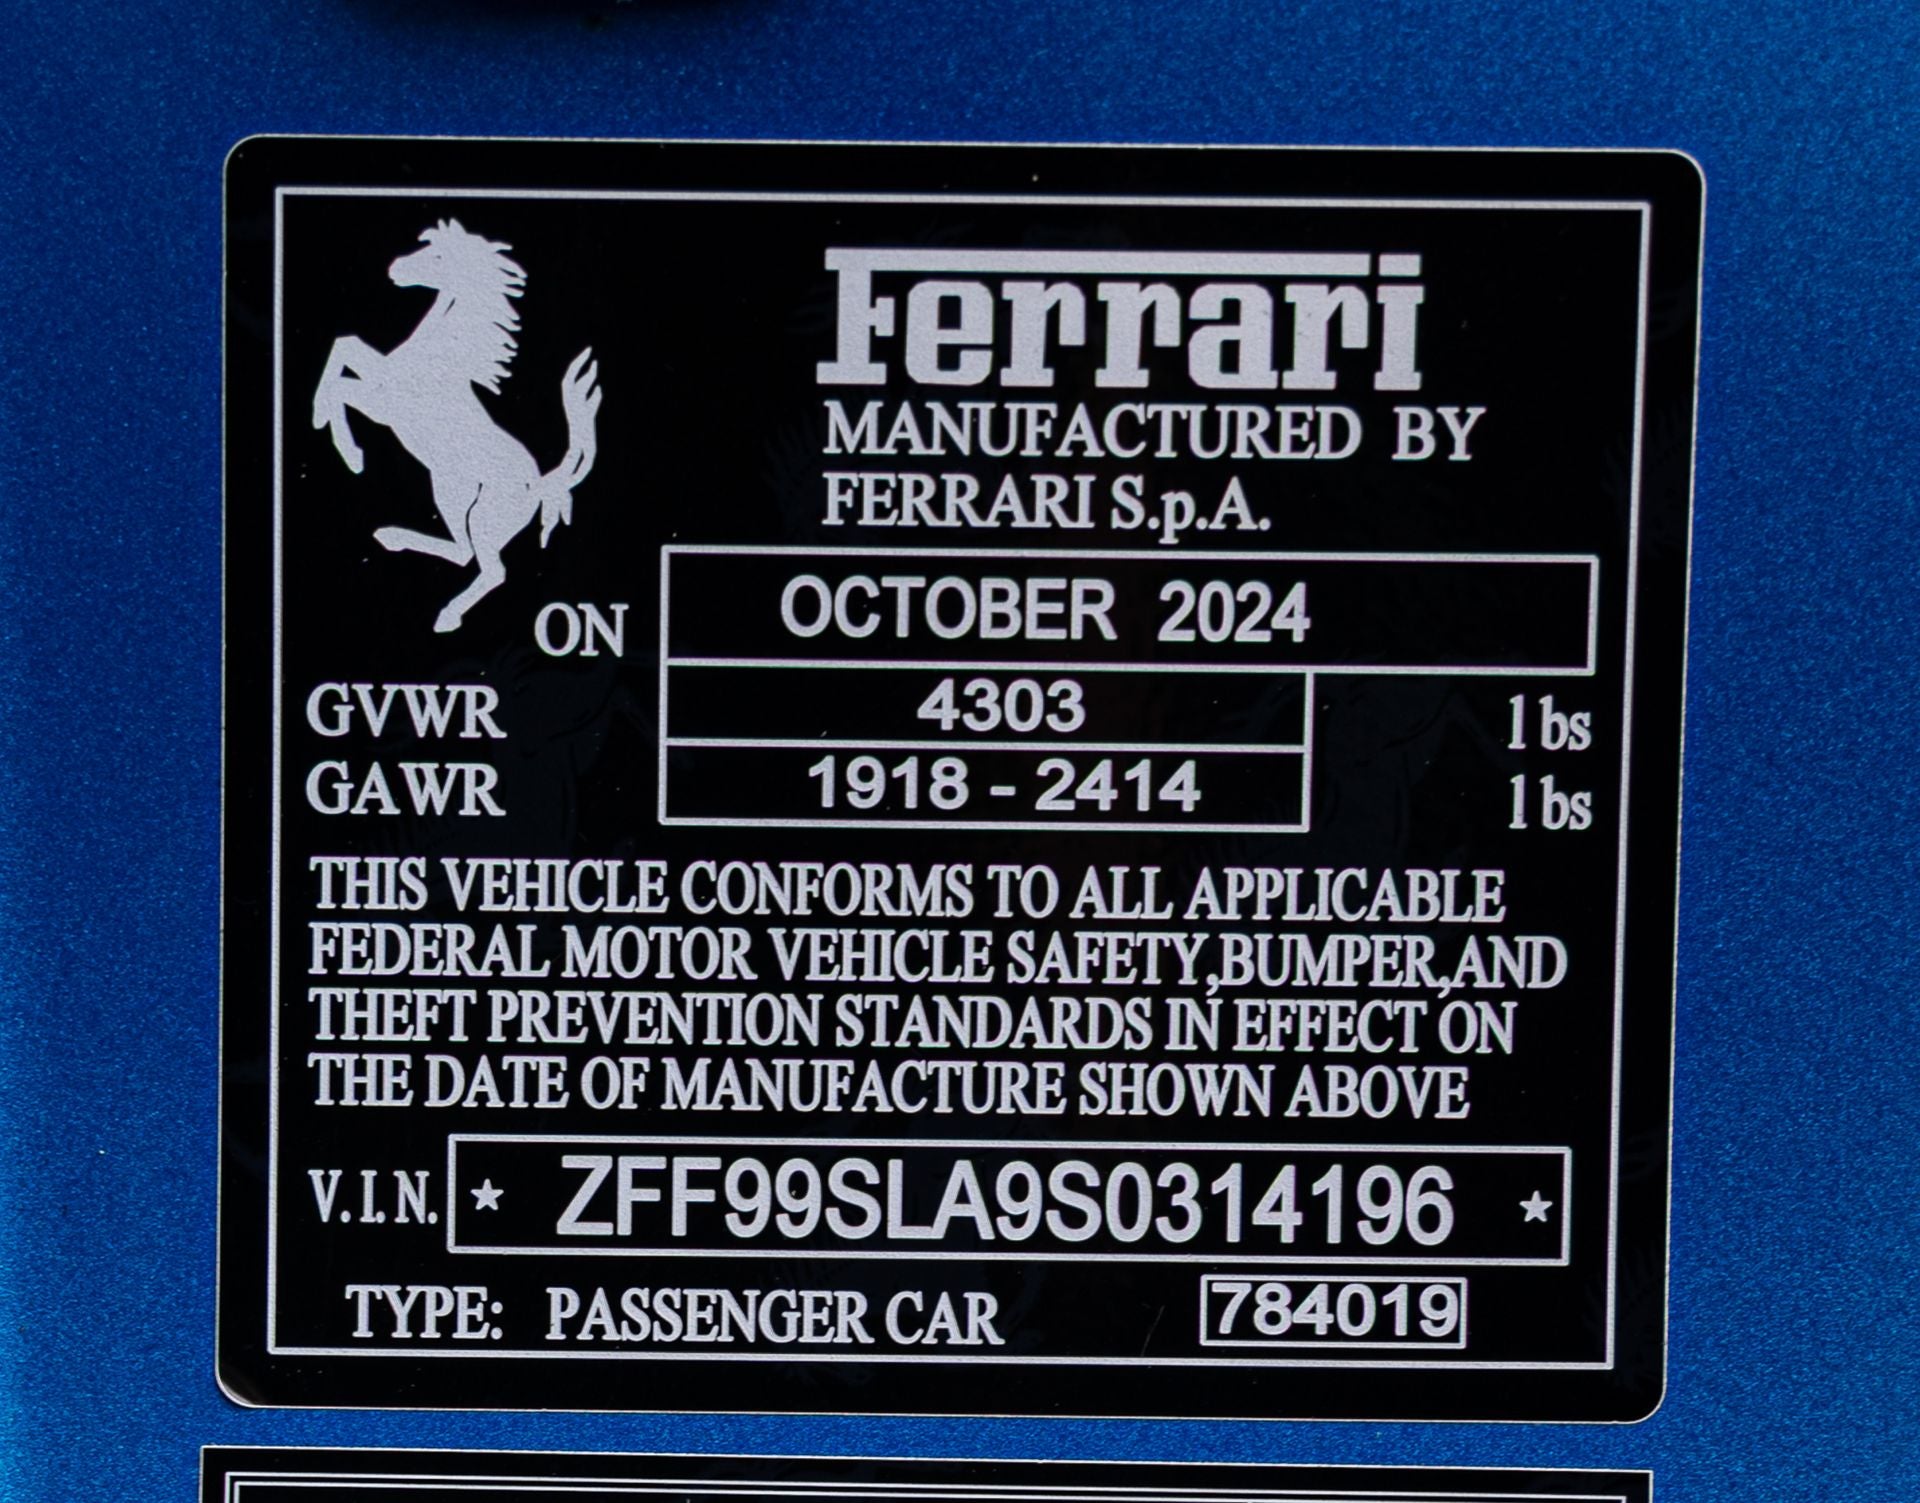 Ferrari
MANUFACTURED BY
FERRARI S.p.A.
ON OCTOBER 2024
GVWR 4303 lbs
GAWR 1918 - 2414 lbs
THIS VEHICLE CONFORMS TO ALL APPLICABLE
FEDERAL MOTOR VEHICLE SAFETY,BUMPER,AND
THEFT PREVENTION STANDARDS IN EFFECT ON
THE DATE OF MANUFACTURE SHOWN ABOVE
V.I.N. ★ ZFF99SLA9S0314196 ★
TYPE: PASSENGER CAR 784019